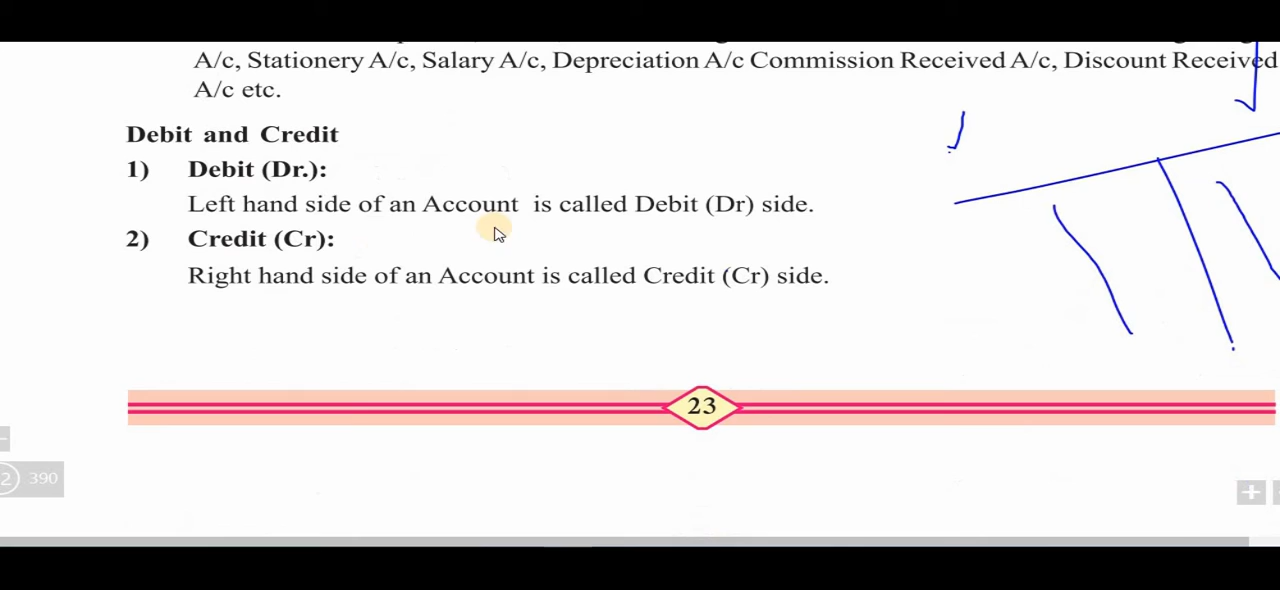 A/c, Stationery A/c, Salary A/c, Depreciation A/c Commission Received A/c, Discount Received
A/c etc.
Debit and Credit
1) Debit (Dr.):
Left hand side of an Account is called Debit (Dr) side.
2) Credit (Cr):
Right hand side of an Account is called Credit (Cr) side.
23
2 390